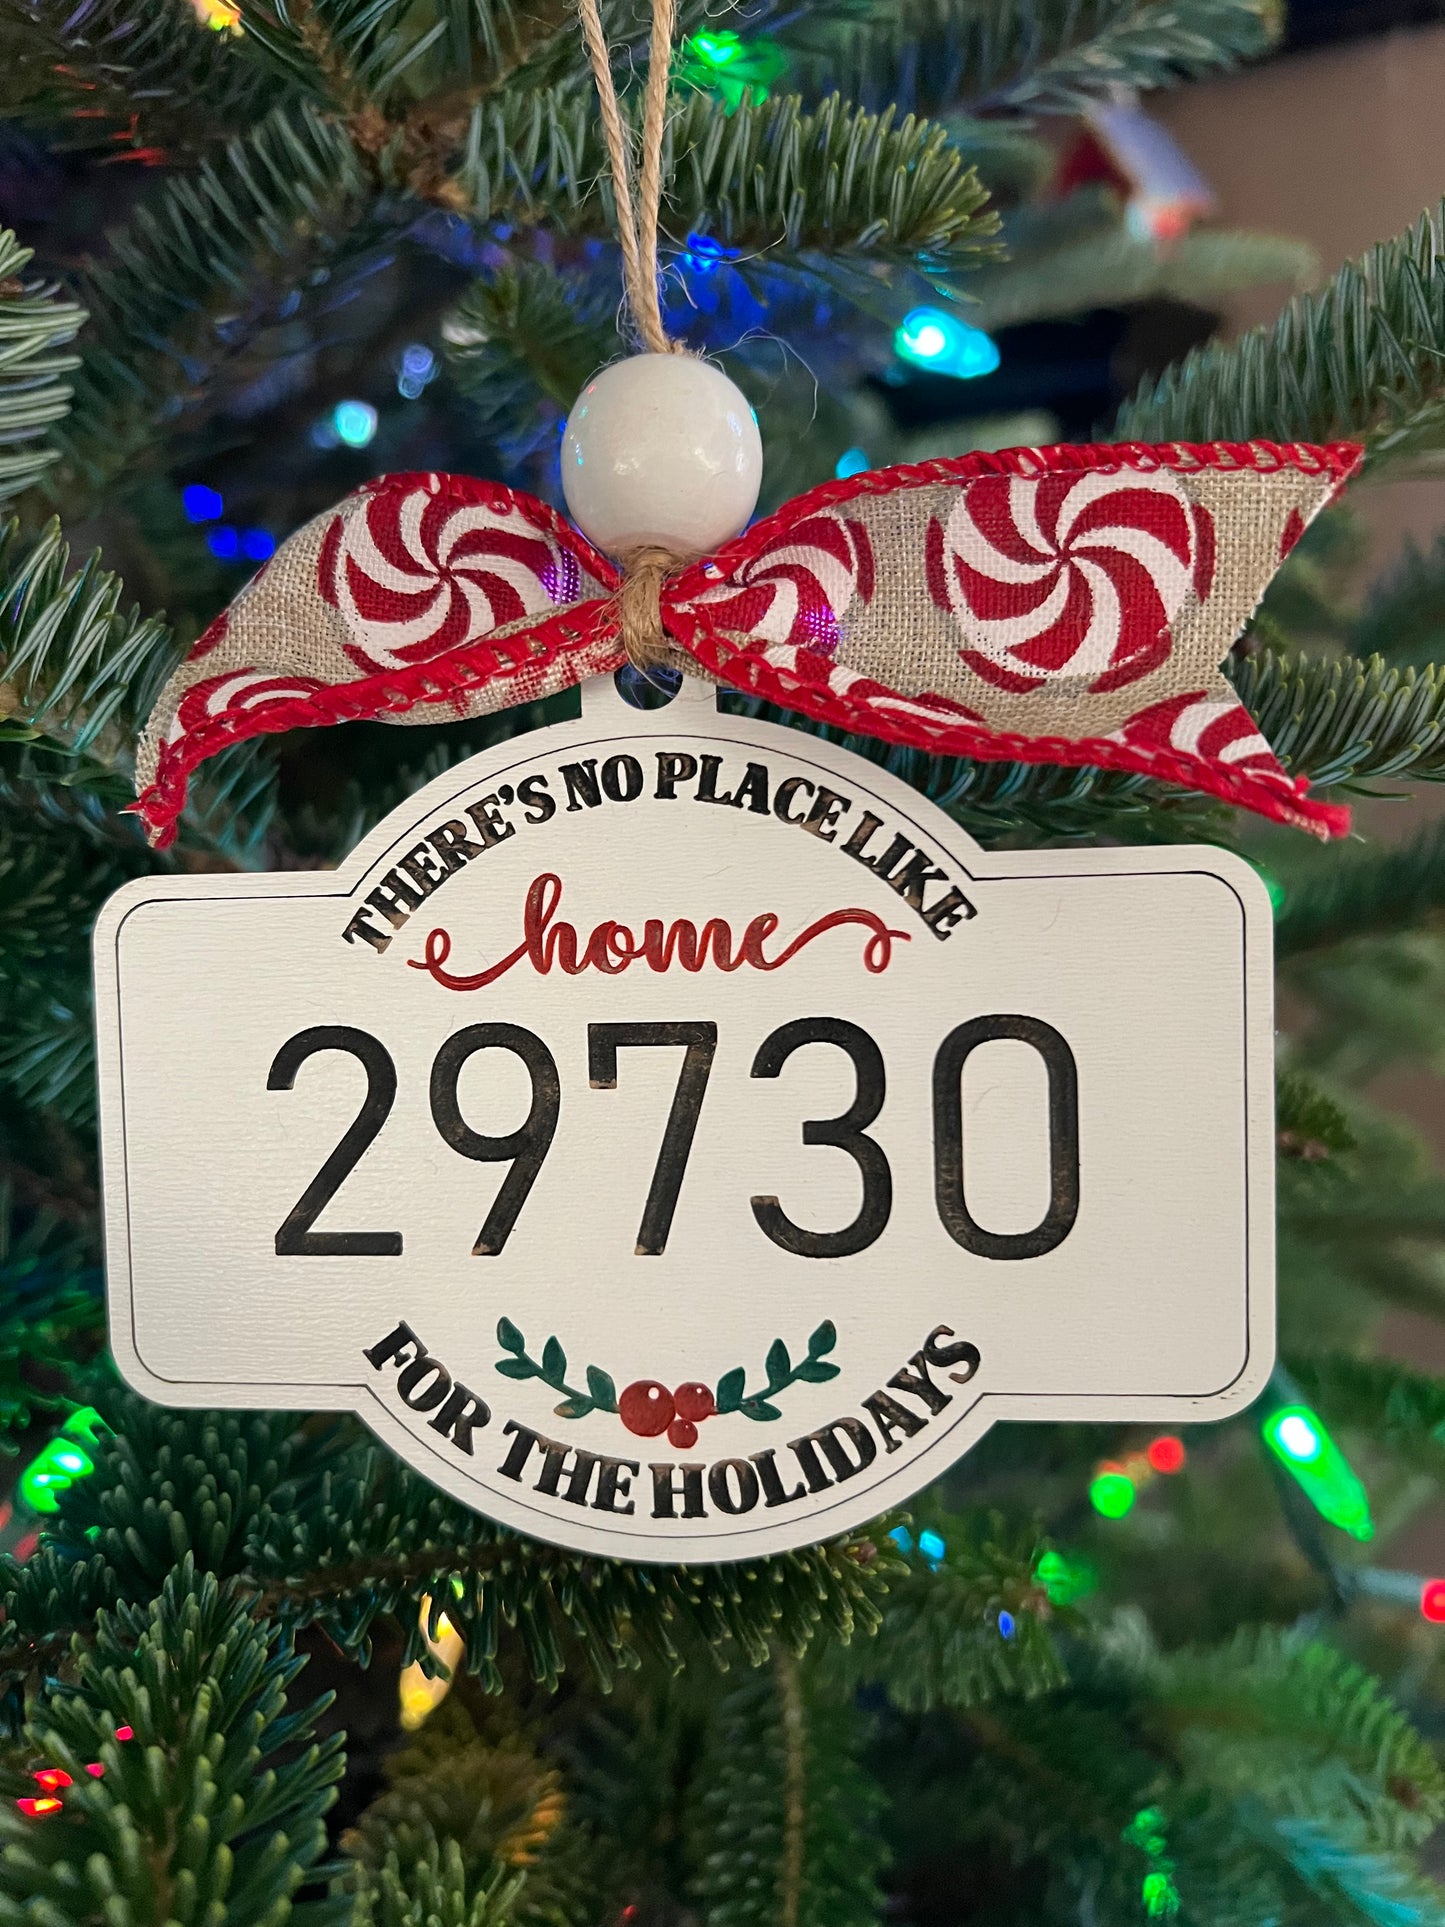 THERE'S NO PLACE LIKE
home
29730
FOR THE HOLIDAYS